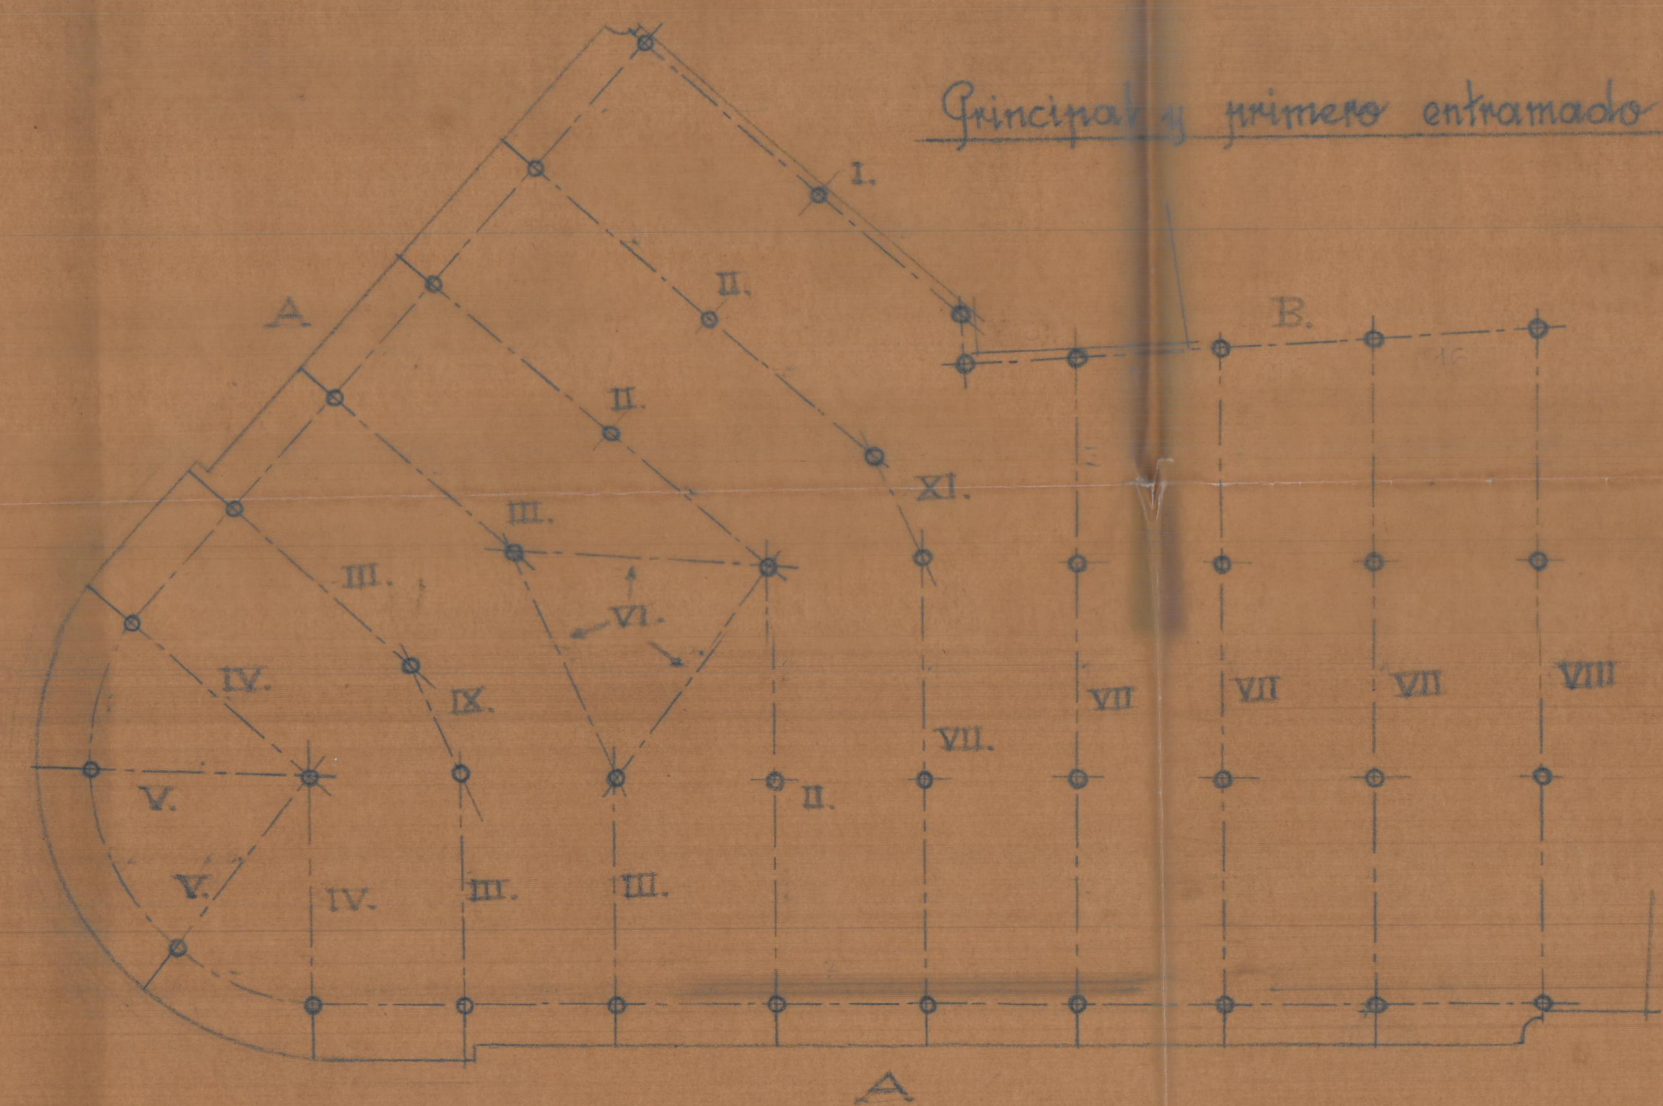 Principal y primero entramado
I.
II.
A
B.
II.
XI.
III.
III.
VI.
IV.
IX.
VII
VII
VII
VIII
V.
VII.
II.
V.
IV.
III.
III.
A